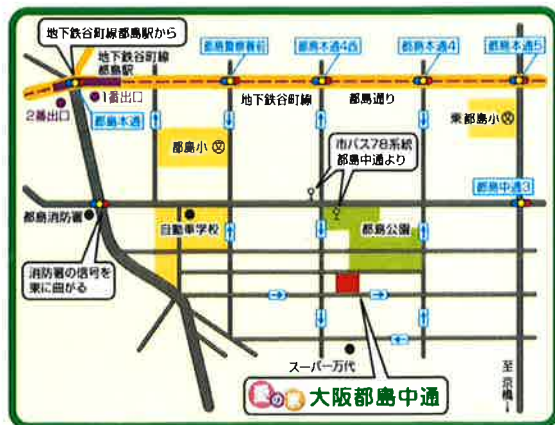 地下鉄谷町線都島駅から
地下鉄谷町線
都島駅
都島警察署前
都島本通4西
都島本通4
都島本通5
1番出口
2番出口
都島本通
地下鉄谷町線
都島通り
都島小 文
東都島小 文
市バス78系統
都島中通より
都島中通3
都島消防署
自動車学校
都島公園
消防署の信号を
東に曲がる
スーパー万代
至京橋
愛の家 大阪都島中通